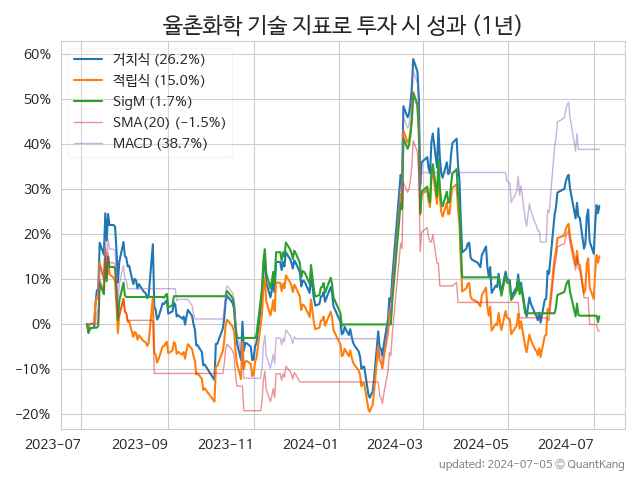 율촌화학 기술 지표로 투자 시 성과 (1년)
60%
50%
40%
30%
20%
10%
0%
−10%
−20%
거치식 (26.2%)
적립식 (15.0%)
SigM (1.7%)
SMA(20) (−1.5%)
MACD (38.7%)
2023-07 2023-09 2023-11 2024-01 2024-03 2024-05 2024-07
updated: 2024-07-05 © QuantKang